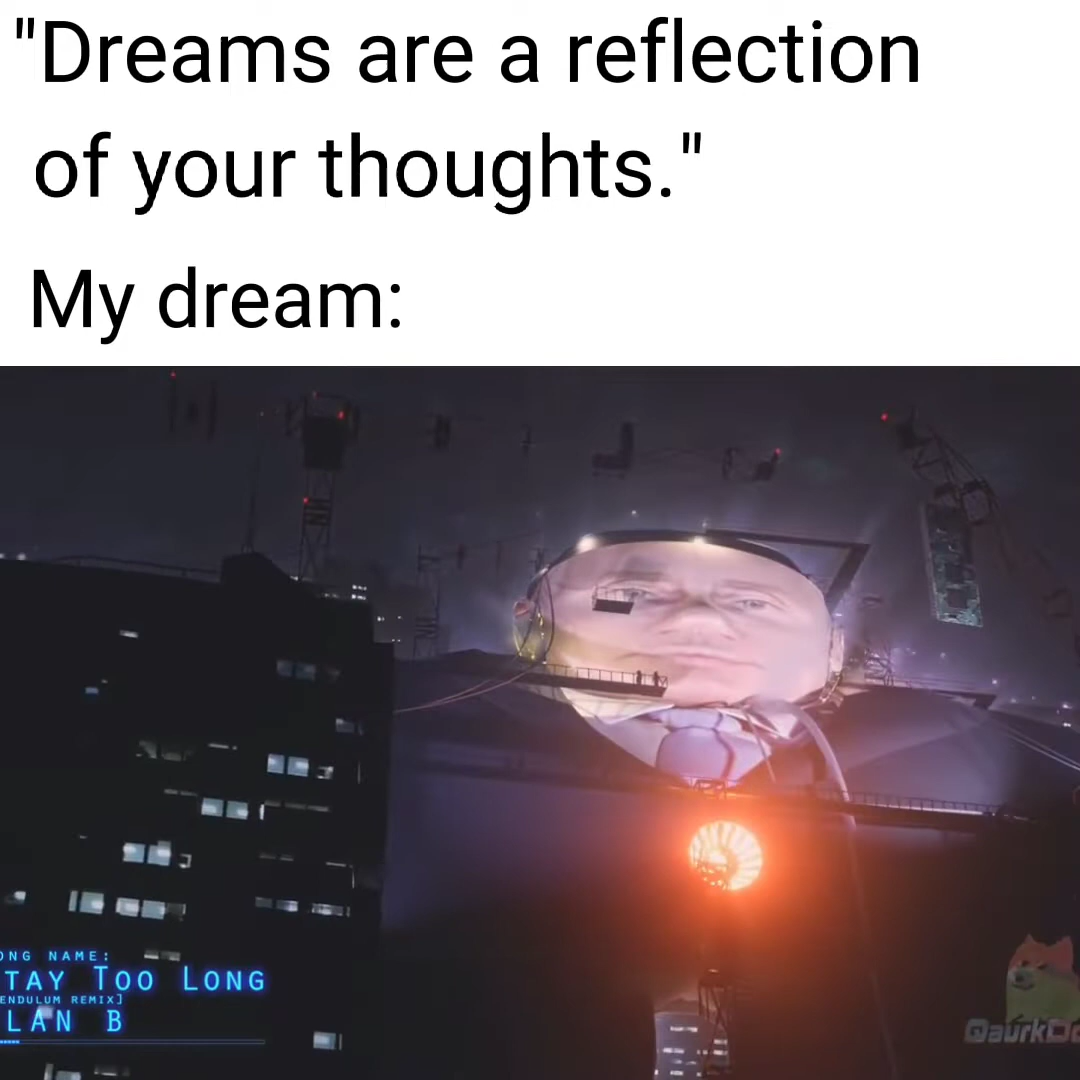 "Dreams are a reflection
of your thoughts."
My dream:
ONG NAME:
TAY TOO LONG
ENDULUM REMIX]
LAN B